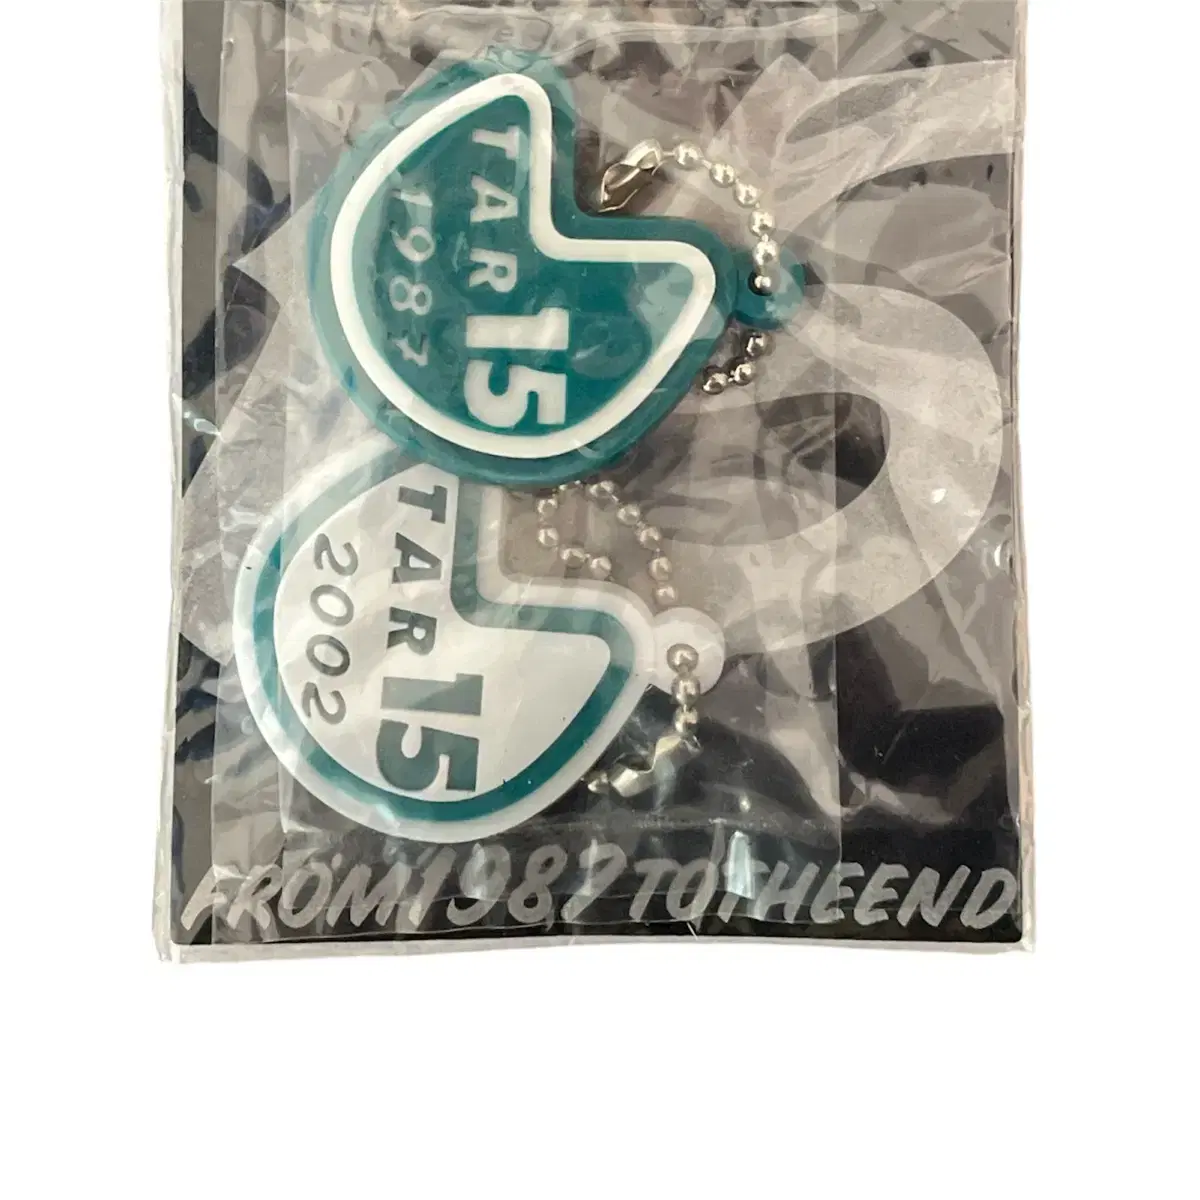 TAR 15
1987
TAR 15
2002
FROM1987TOTHEEND